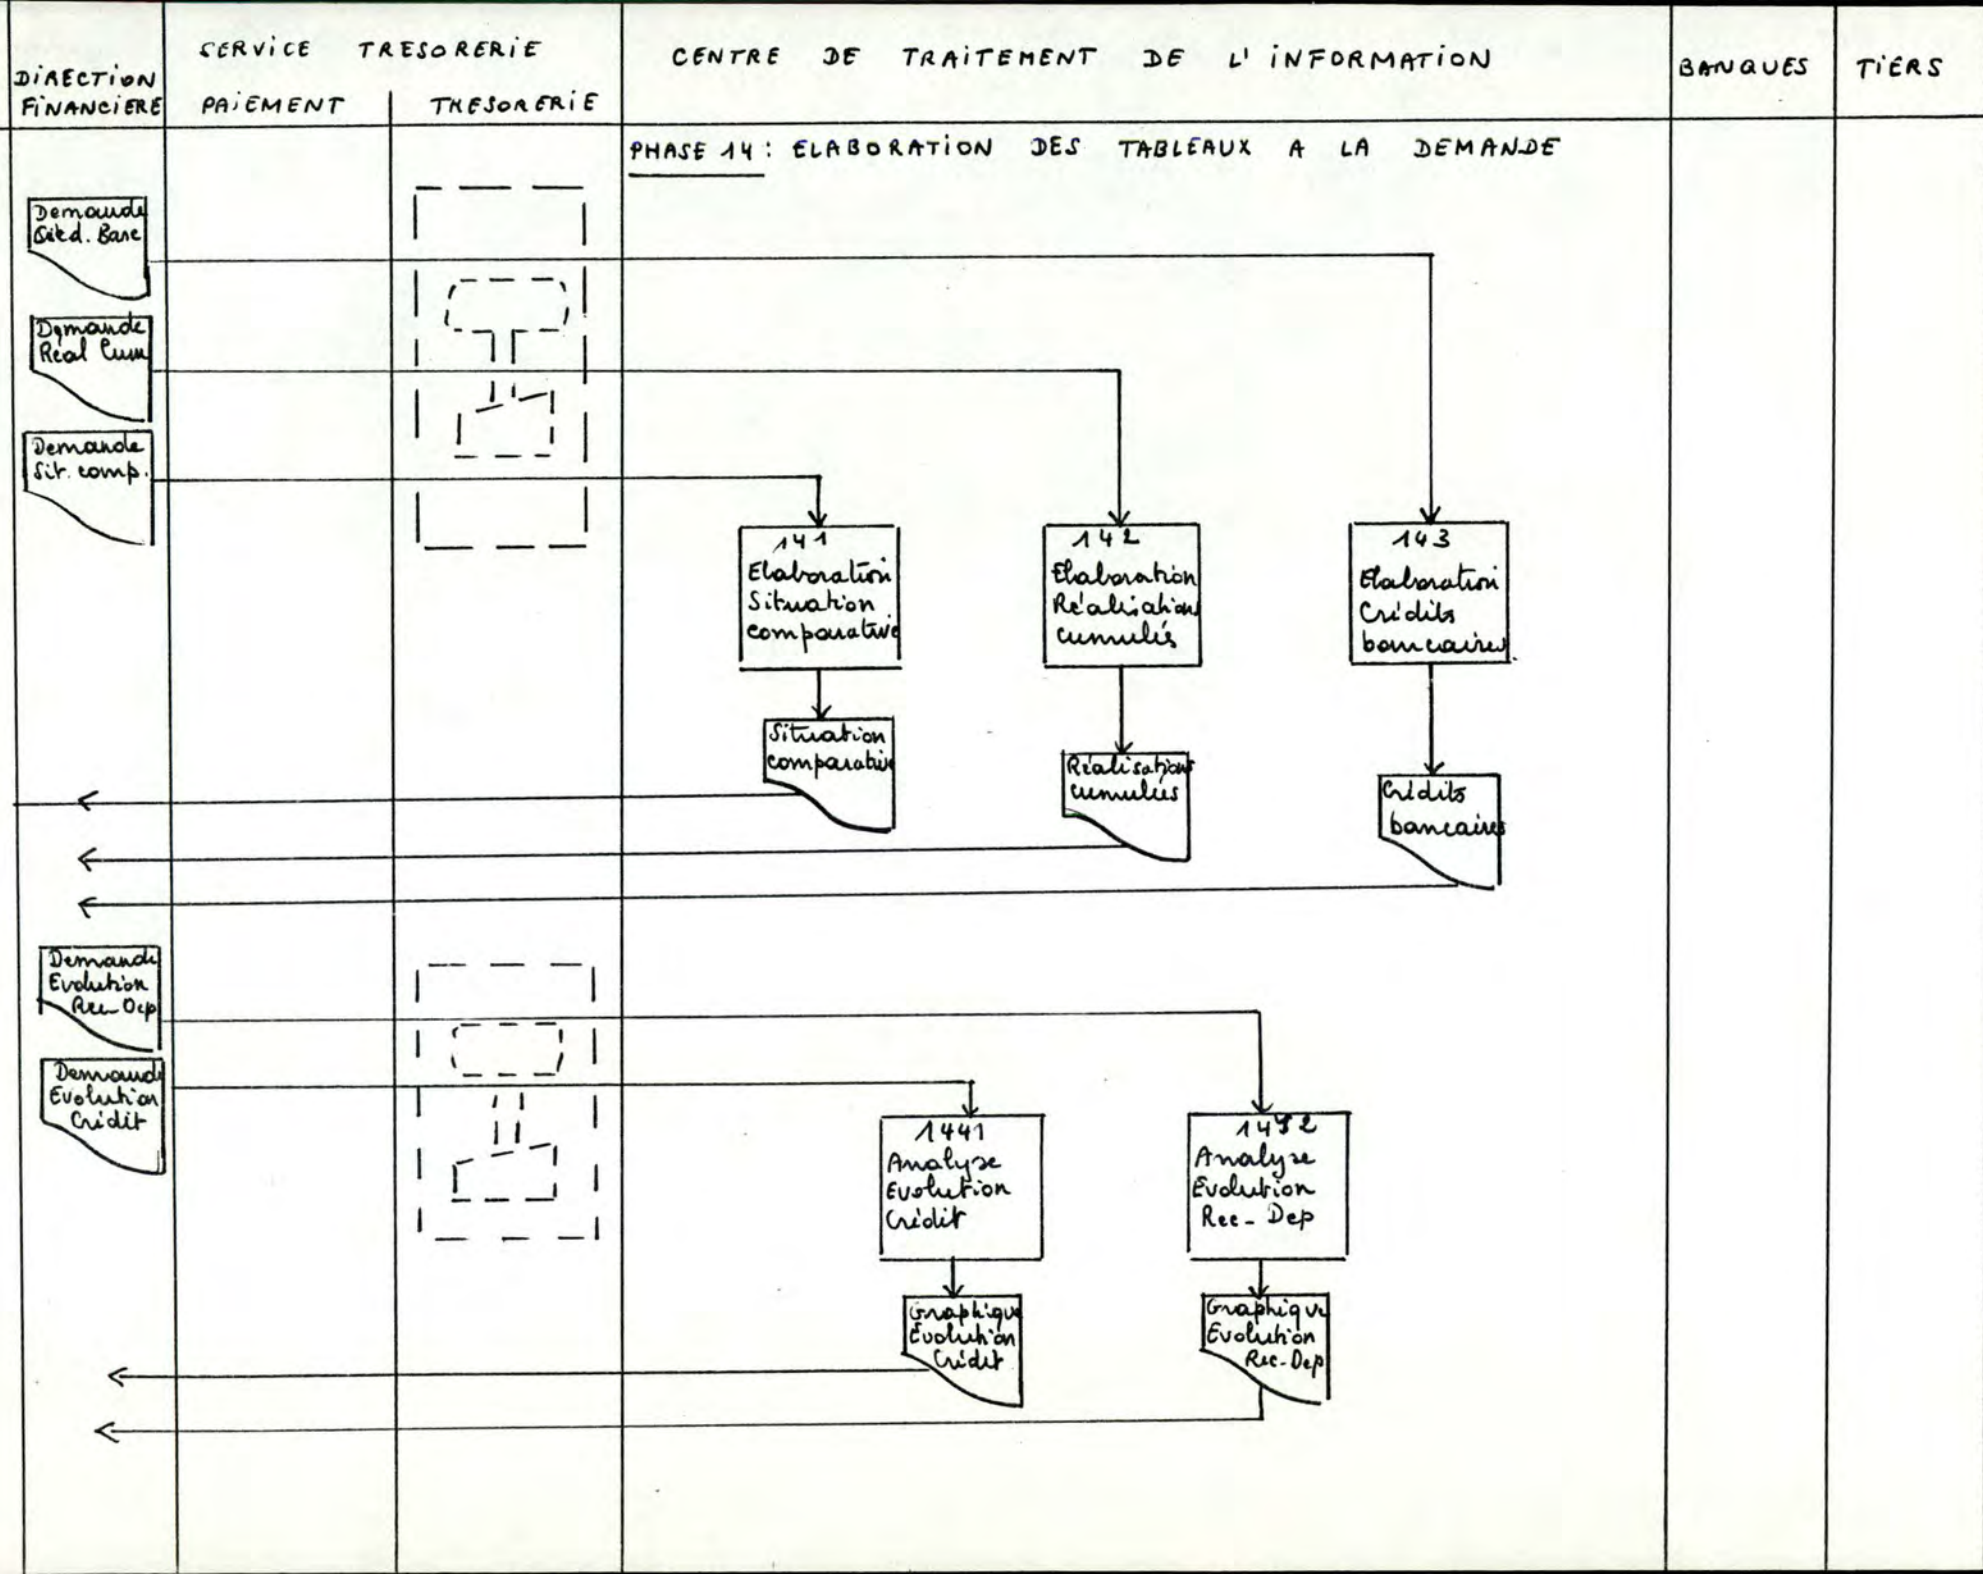 DIRECTION
FINANCIERE
SERVICE TRESORERIE
PAIEMENT
TRESORERIE
CENTRE DE TRAITEMENT DE L'INFORMATION
BANQUES
TIERS
PHASE 14 : ELABORATION DES TABLEAUX A LA DEMANDE
Demande
Banc
Demande
Réal Cum
Demande
Sit. comp.
141
Elaboration
Situation
comparative
142
Elaboration
Réalisations
cumulés
143
Elaboration
Crédits
bancaires
Situation
comparative
Réalisations
cumulées
Crédits
bancaires
Demande
Evolution
Rec-Dep
Demande
Evolution
Crédit
1441
Analyse
Evolution
Crédit
Analyse
Evolution
Rec-Dep
Graphique
Evolution
Crédit
Graphique
Evolution
Rec-Dep